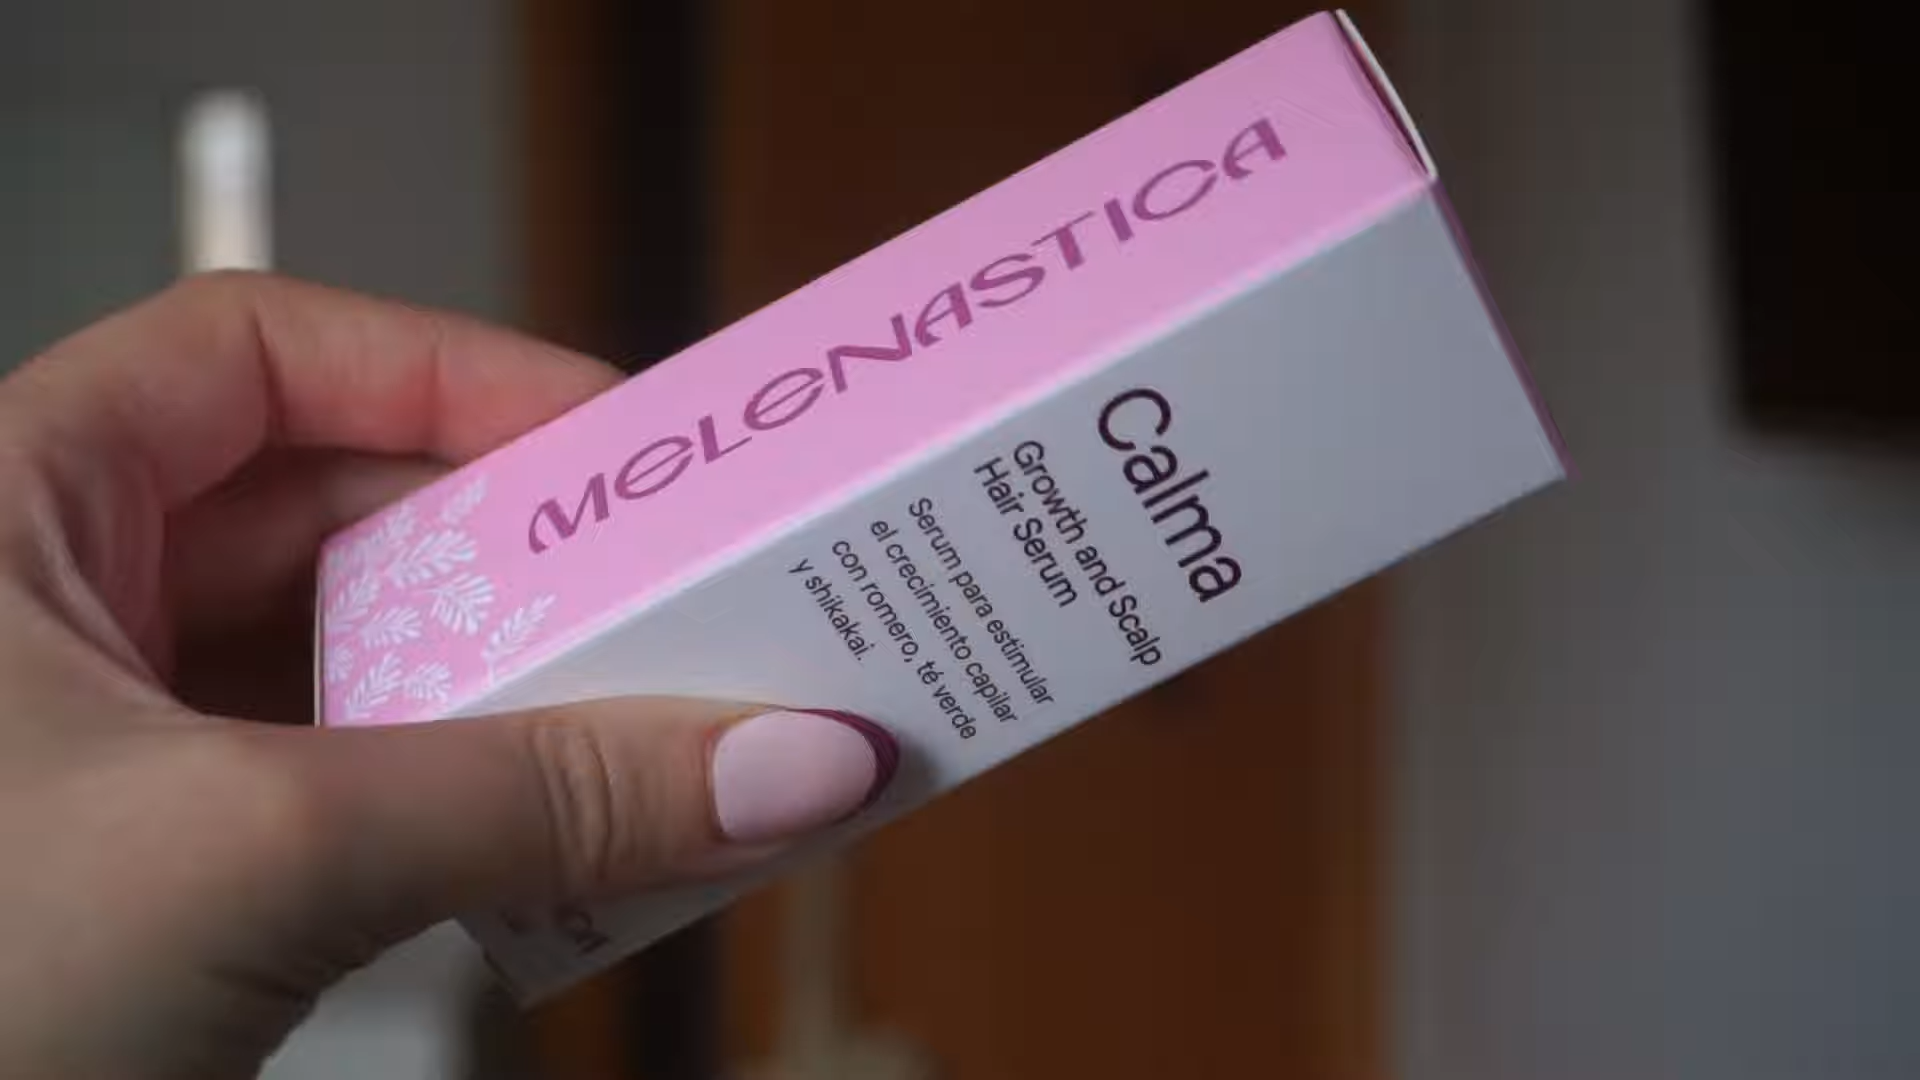 MELENASTICA
Calma
Growth and Scalp
Hair Serum
Serum para estimular
el crecimiento capilar
con romero, té verde
y shikakai.